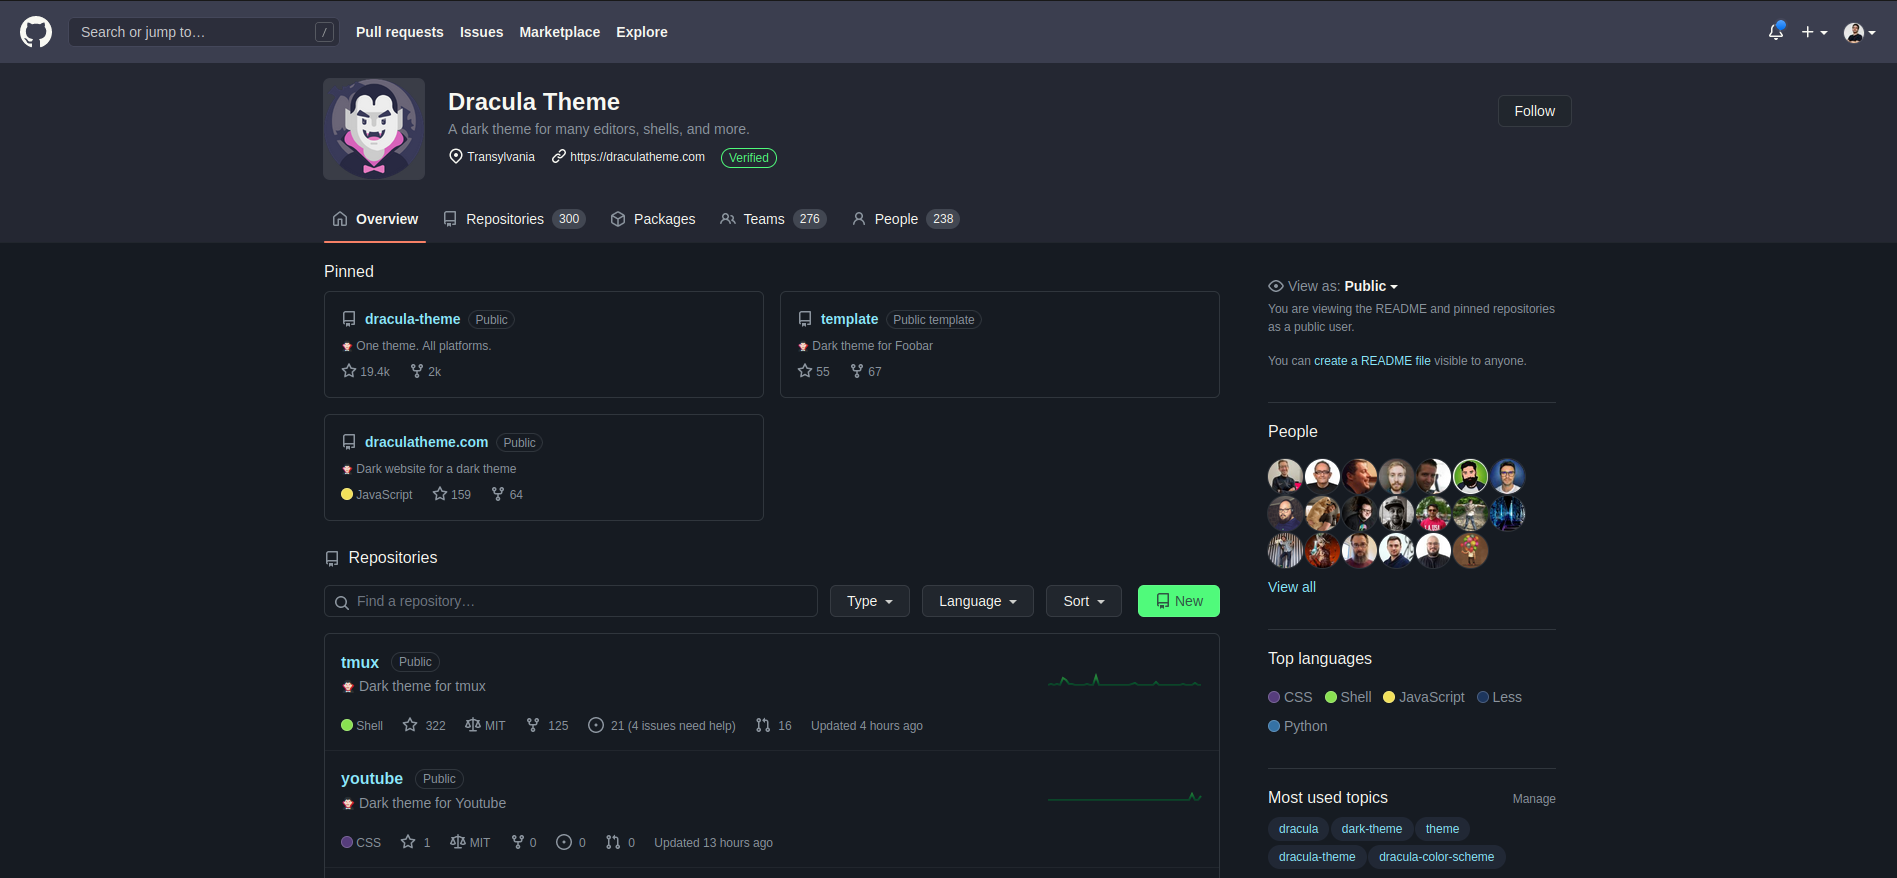 Search or jump to… /
Pull requests Issues Marketplace Explore
Dracula Theme
A dark theme for many editors, shells, and more.
Transylvania https://draculatheme.com Verified
Follow
Overview Repositories 300 Packages Teams 276 People 238
Pinned
dracula-theme Public
One theme. All platforms.
19.4k 2k
template Public template
Dark theme for Foobar
55 67
draculatheme.com Public
Dark website for a dark theme
JavaScript 159 64
Repositories
Find a repository… Type Language Sort New
tmux Public
Dark theme for tmux
Shell 322 MIT 125 21 (4 issues need help) 16 Updated 4 hours ago
youtube Public
Dark theme for Youtube
CSS 1 MIT 0 0 0 Updated 13 hours ago
View as: Public
You are viewing the README and pinned repositories
as a public user.
You can create a README file visible to anyone.
People
View all
Top languages
CSS Shell JavaScript Less
Python
Most used topics Manage
dracula dark-theme theme
dracula-theme dracula-color-scheme